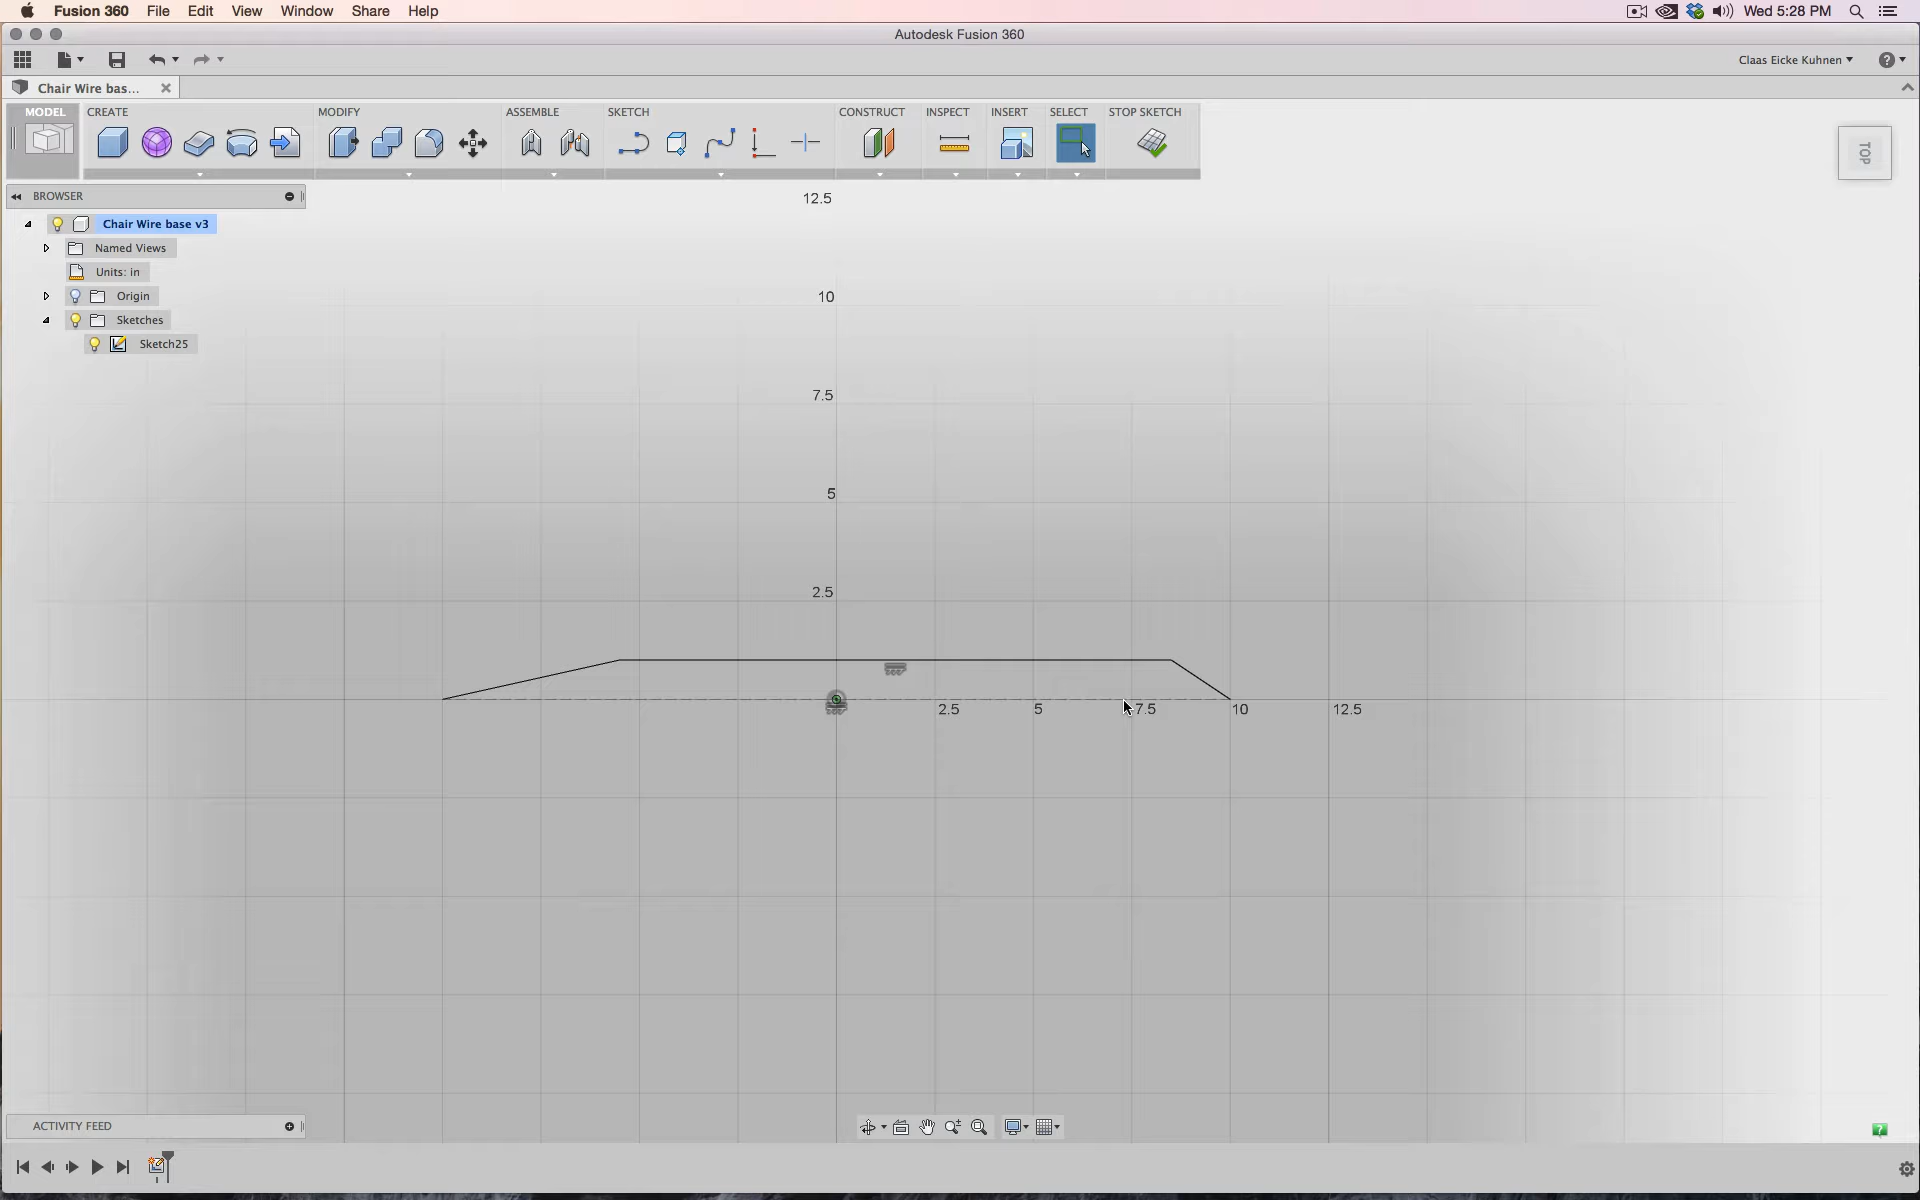 Fusion 360 File Edit View Window Share Help Wed 5:28 PM
Autodesk Fusion 360
Claas Eicke Kuhnen
Chair Wire bas...
MODEL CREATE MODIFY ASSEMBLE SKETCH CONSTRUCT INSPECT INSERT SELECT STOP SKETCH
TOP
BROWSER
12.5
Chair Wire base v3
Named Views
Units: in
Origin
10
Sketches
Sketch25
7.5
5
2.5
2.5 5 7.5 10 12.5
ACTIVITY FEED